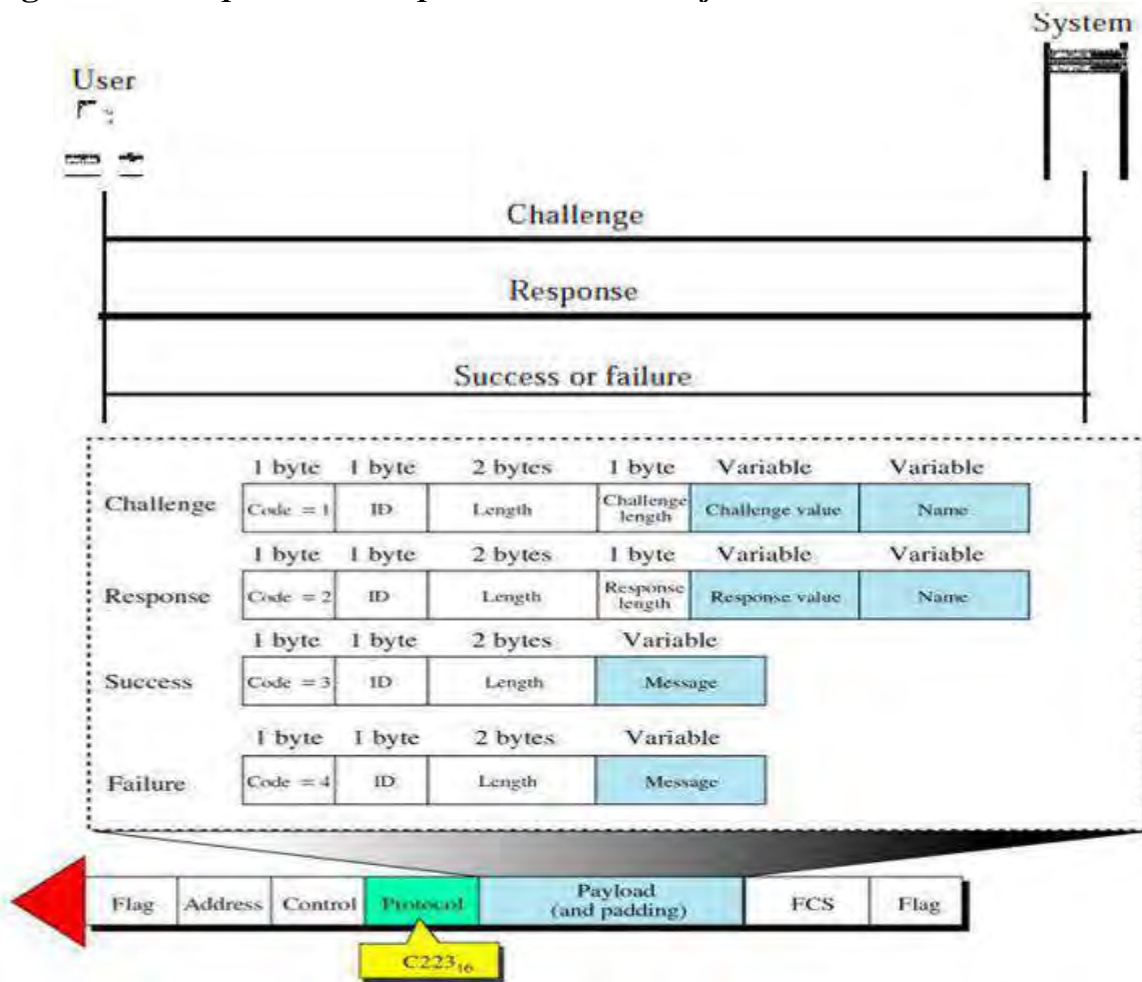 System
User
Challenge
Response
Success or failure
1 byte 1 byte 2 bytes 1 byte Variable Variable
Challenge Code = 1 ID Length Challenge length Challenge value Name
1 byte 1 byte 2 bytes 1 byte Variable Variable
Response Code = 2 ID Length Response length Response value Name
1 byte 1 byte 2 bytes Variable
Success Code = 3 ID Length Message
1 byte 1 byte 2 bytes Variable
Failure Code = 4 ID Length Message
Flag Address Control Protocol Payload (and padding) FCS Flag
C223₁₆